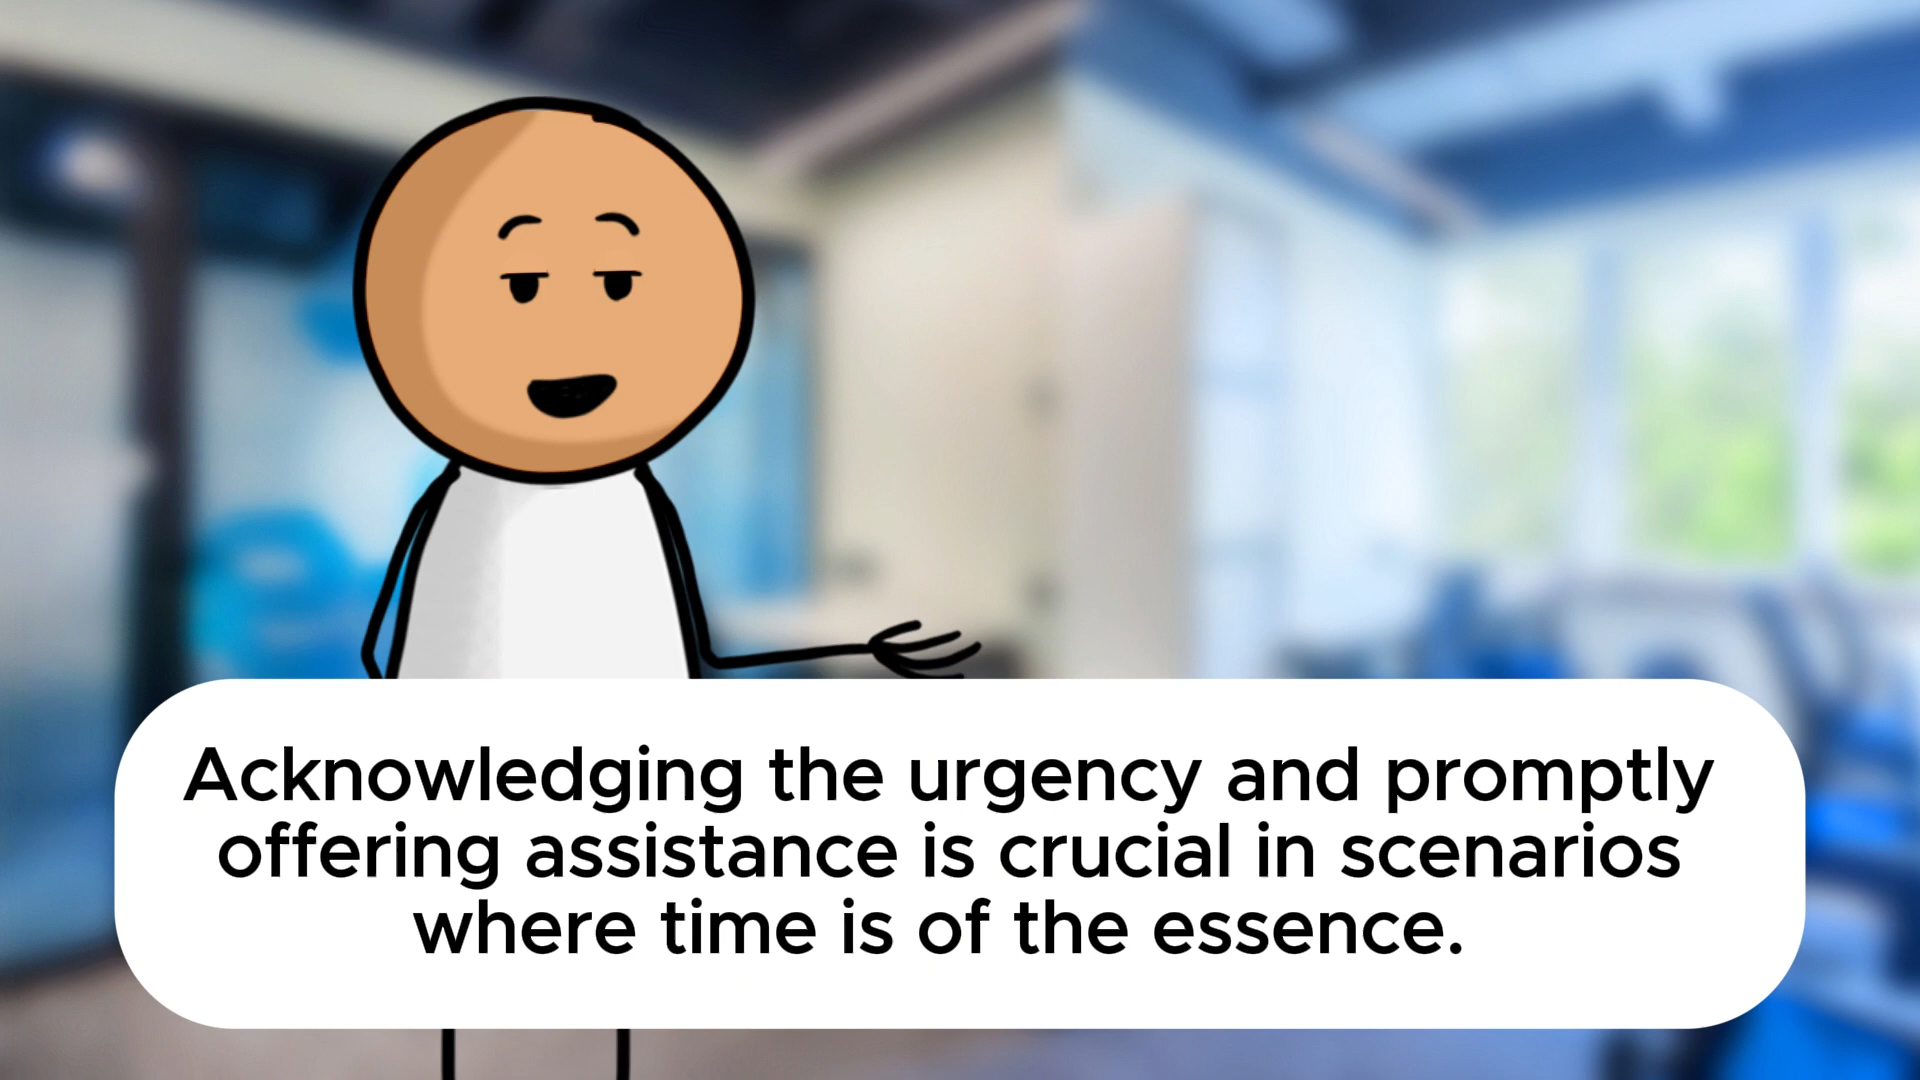 Acknowledging the urgency and promptly
offering assistance is crucial in scenarios
where time is of the essence.